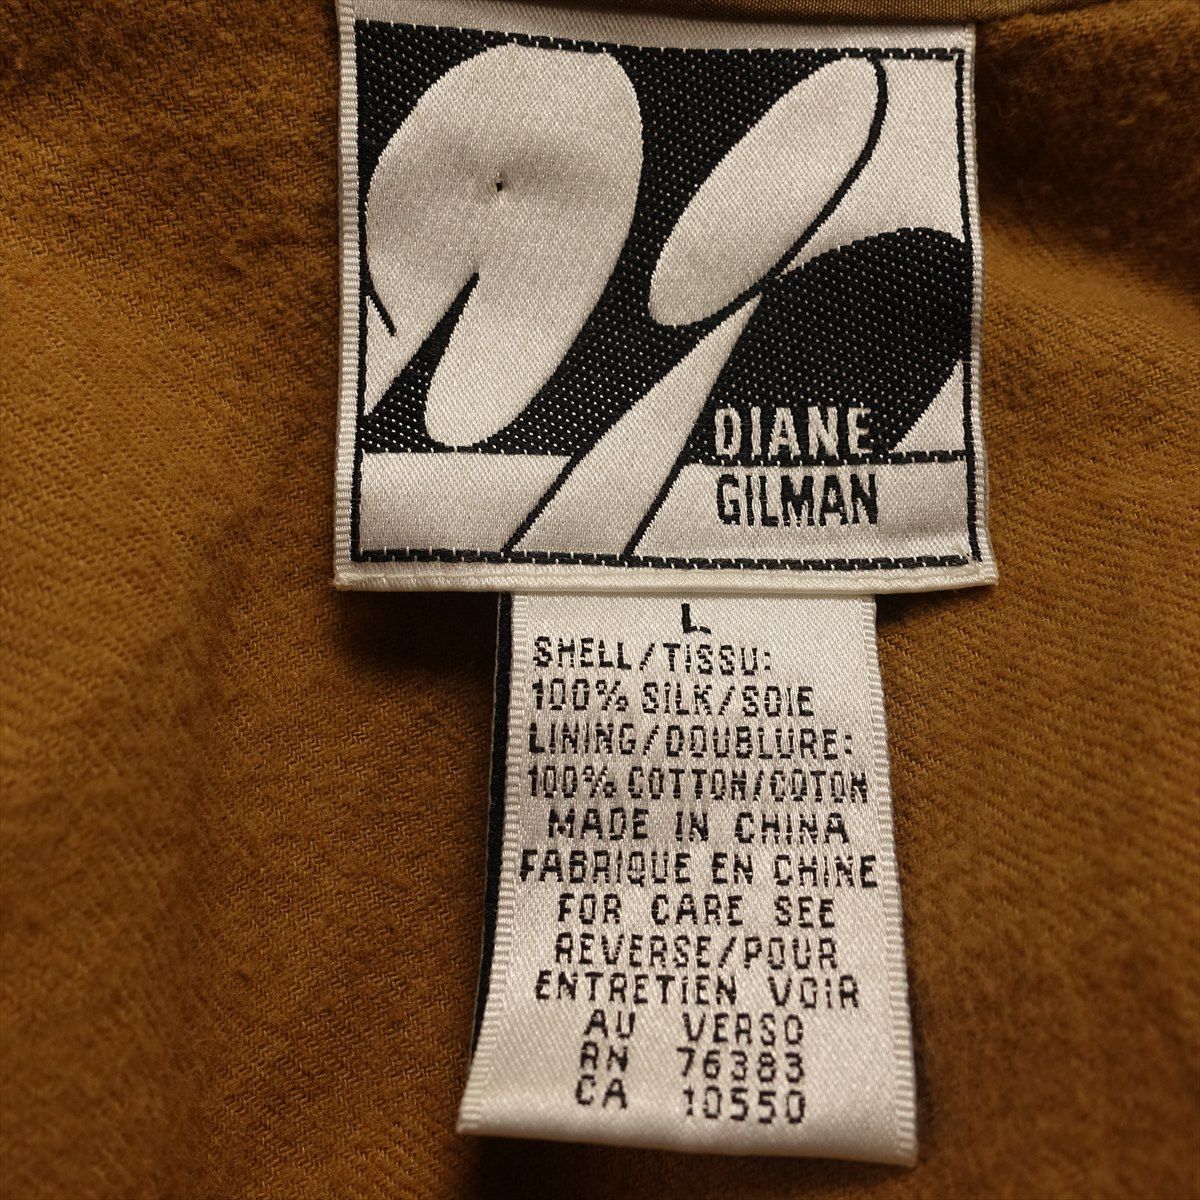 DIANE
GILMAN
L
SHELL/TISSU:
100% SILK/SOIE
LINING/DOUBLURE:
100% COTTON/COTON
MADE IN CHINA
FABRIQUE EN CHINE
FOR CARE SEE
REVERSE/POUR
ENTRETIEN VOIR
AU VERSO
RN 76383
CA 10550